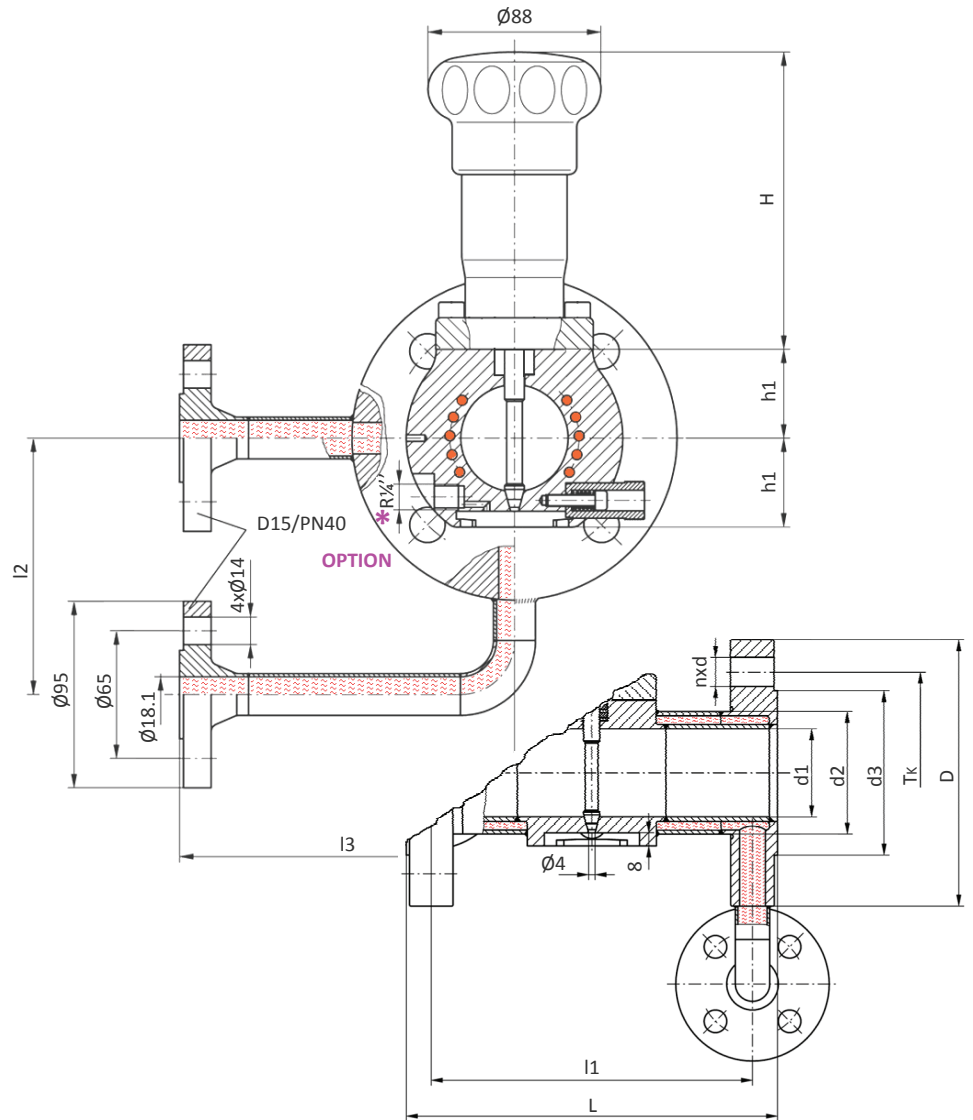 Ø88
H
h1
h1
R¼’’
*
OPTION
D15/PN40
l2
4xØ14
Ø95
Ø65
Ø18.1
l3
nxd
d1
d2
d3
Tĸ
D
Ø4
8
l1
L